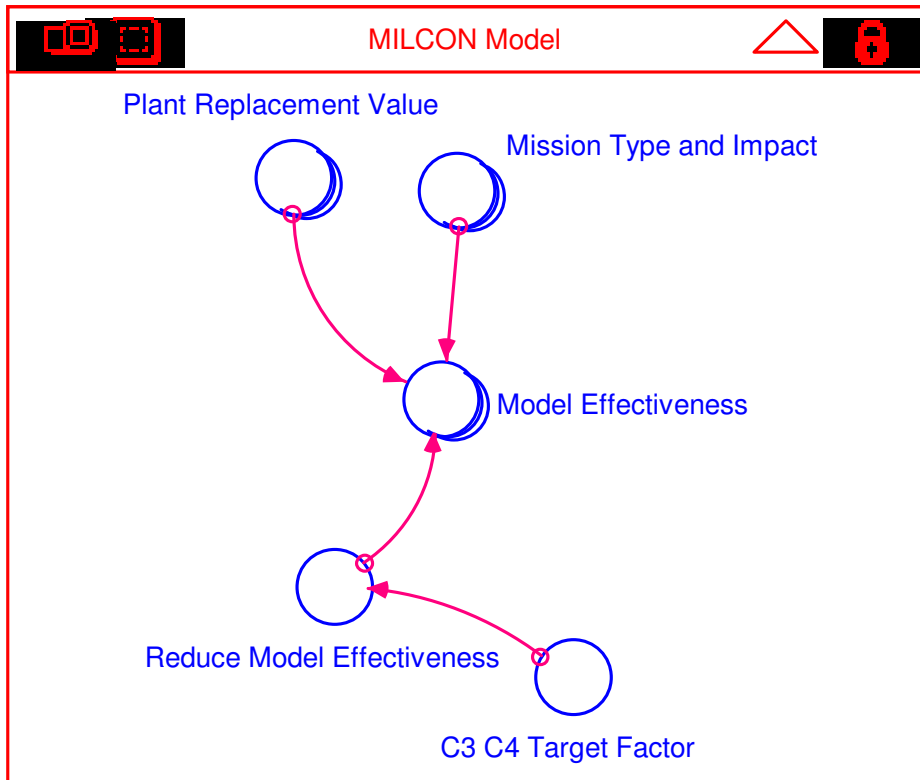 MILCON Model
Plant Replacement Value
Mission Type and Impact
Model Effectiveness
Reduce Model Effectiveness
C3 C4 Target Factor